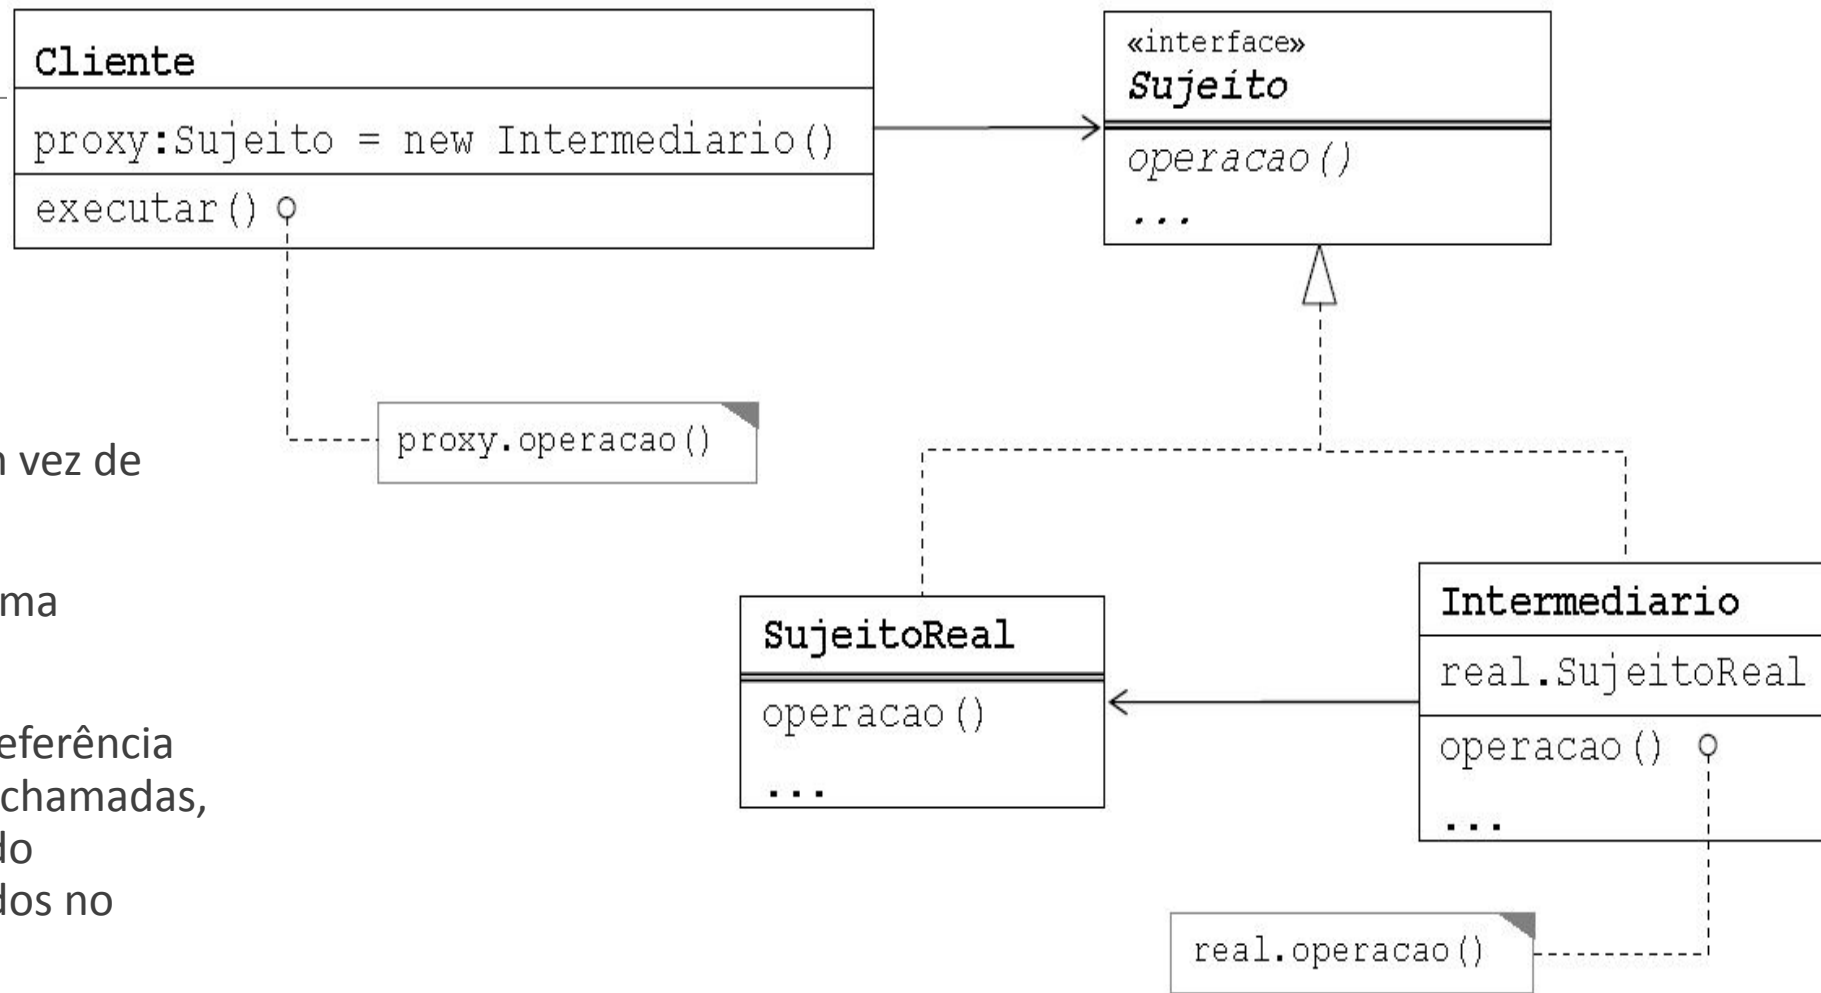 Cliente
proxy:Sujeito = new Intermediario()
executar()
«interface»
Sujeito
operacao()
...
proxy.operacao()
vez de
ma
eferência
chamadas,
do
dos no
SujeitoReal
operacao()
...
Intermediario
real.SujeitoReal
operacao()
...
real.operacao()